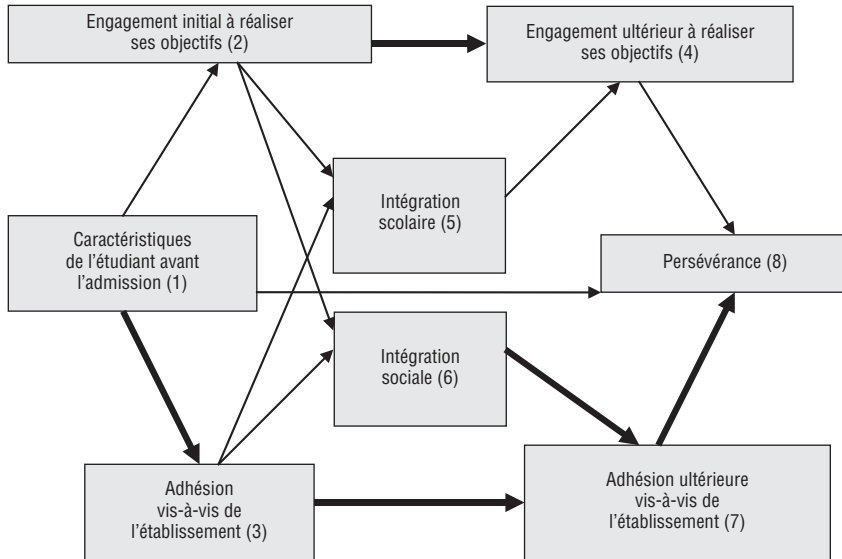 Engagement initial à réaliser
ses objectifs (2)
Engagement ultérieur à réaliser
ses objectifs (4)
Intégration
scolaire (5)
Caractéristiques
de l’étudiant avant
l’admission (1)
Persévérance (8)
Intégration
sociale (6)
Adhésion
vis-à-vis de
l’établissement (3)
Adhésion ultérieure
vis-à-vis de
l’établissement (7)